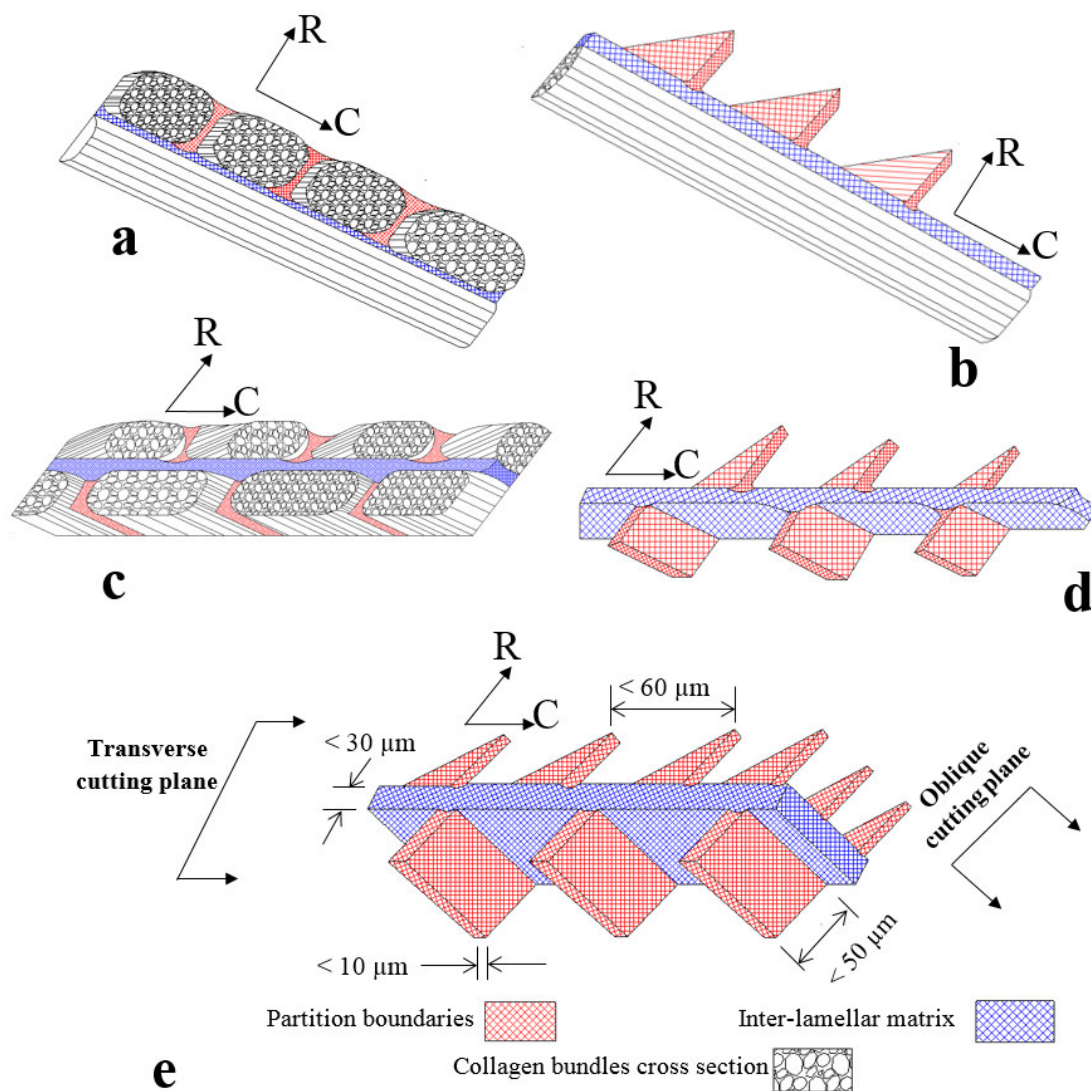 R
C
a
R
C
b
R
C
c
R
C
d
R
C
< 60 µm
Transverse
cutting plane
< 30 µm
Oblique
cutting plane
< 50 µm
< 10 µm
Partition boundaries
Inter-lamellar matrix
Collagen bundles cross section
e